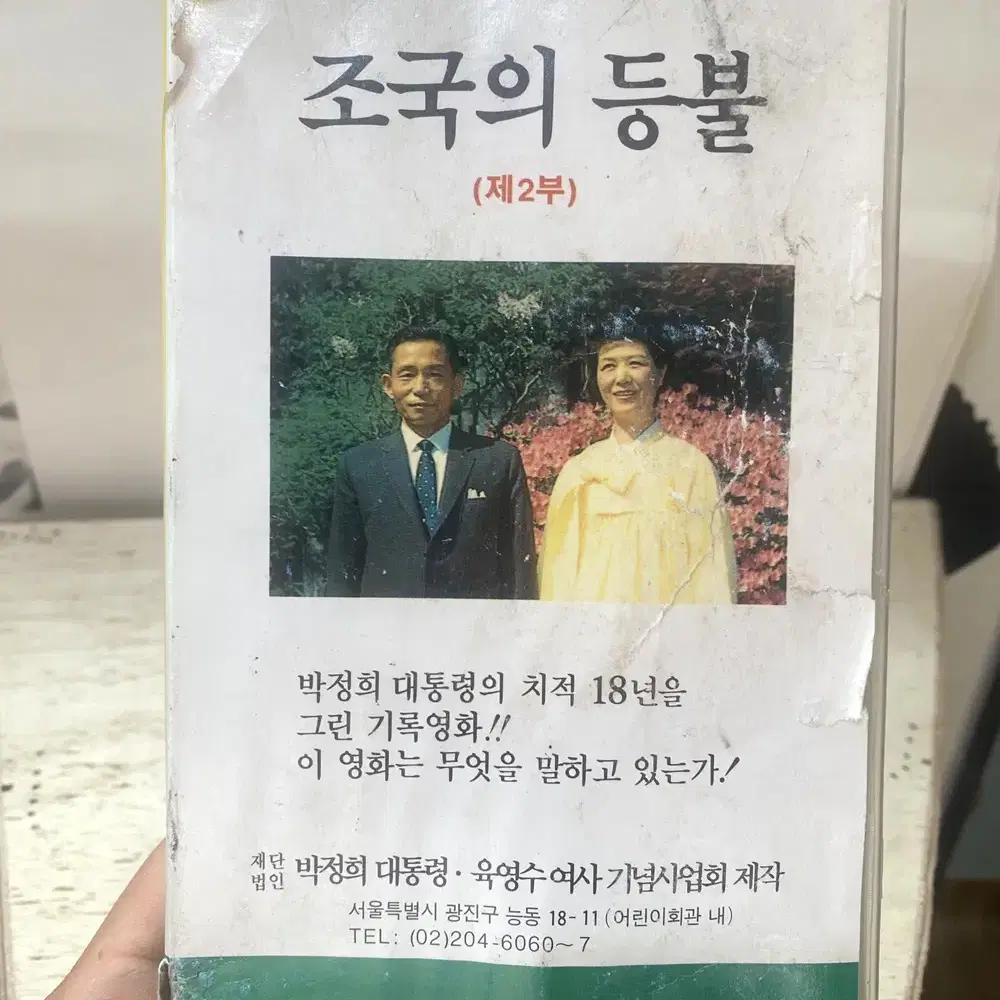 조국의 등불
(제2부)
박정희 대통령의 치적 18년을
그린 기록영화!!
이 영화는 무엇을 말하고 있는가!
재단법인 박정희 대통령·육영수 여사 기념사업회 제작
서울특별시 광진구 능동 18-11 (어린이회관 내)
TEL: (02)204-6060~7